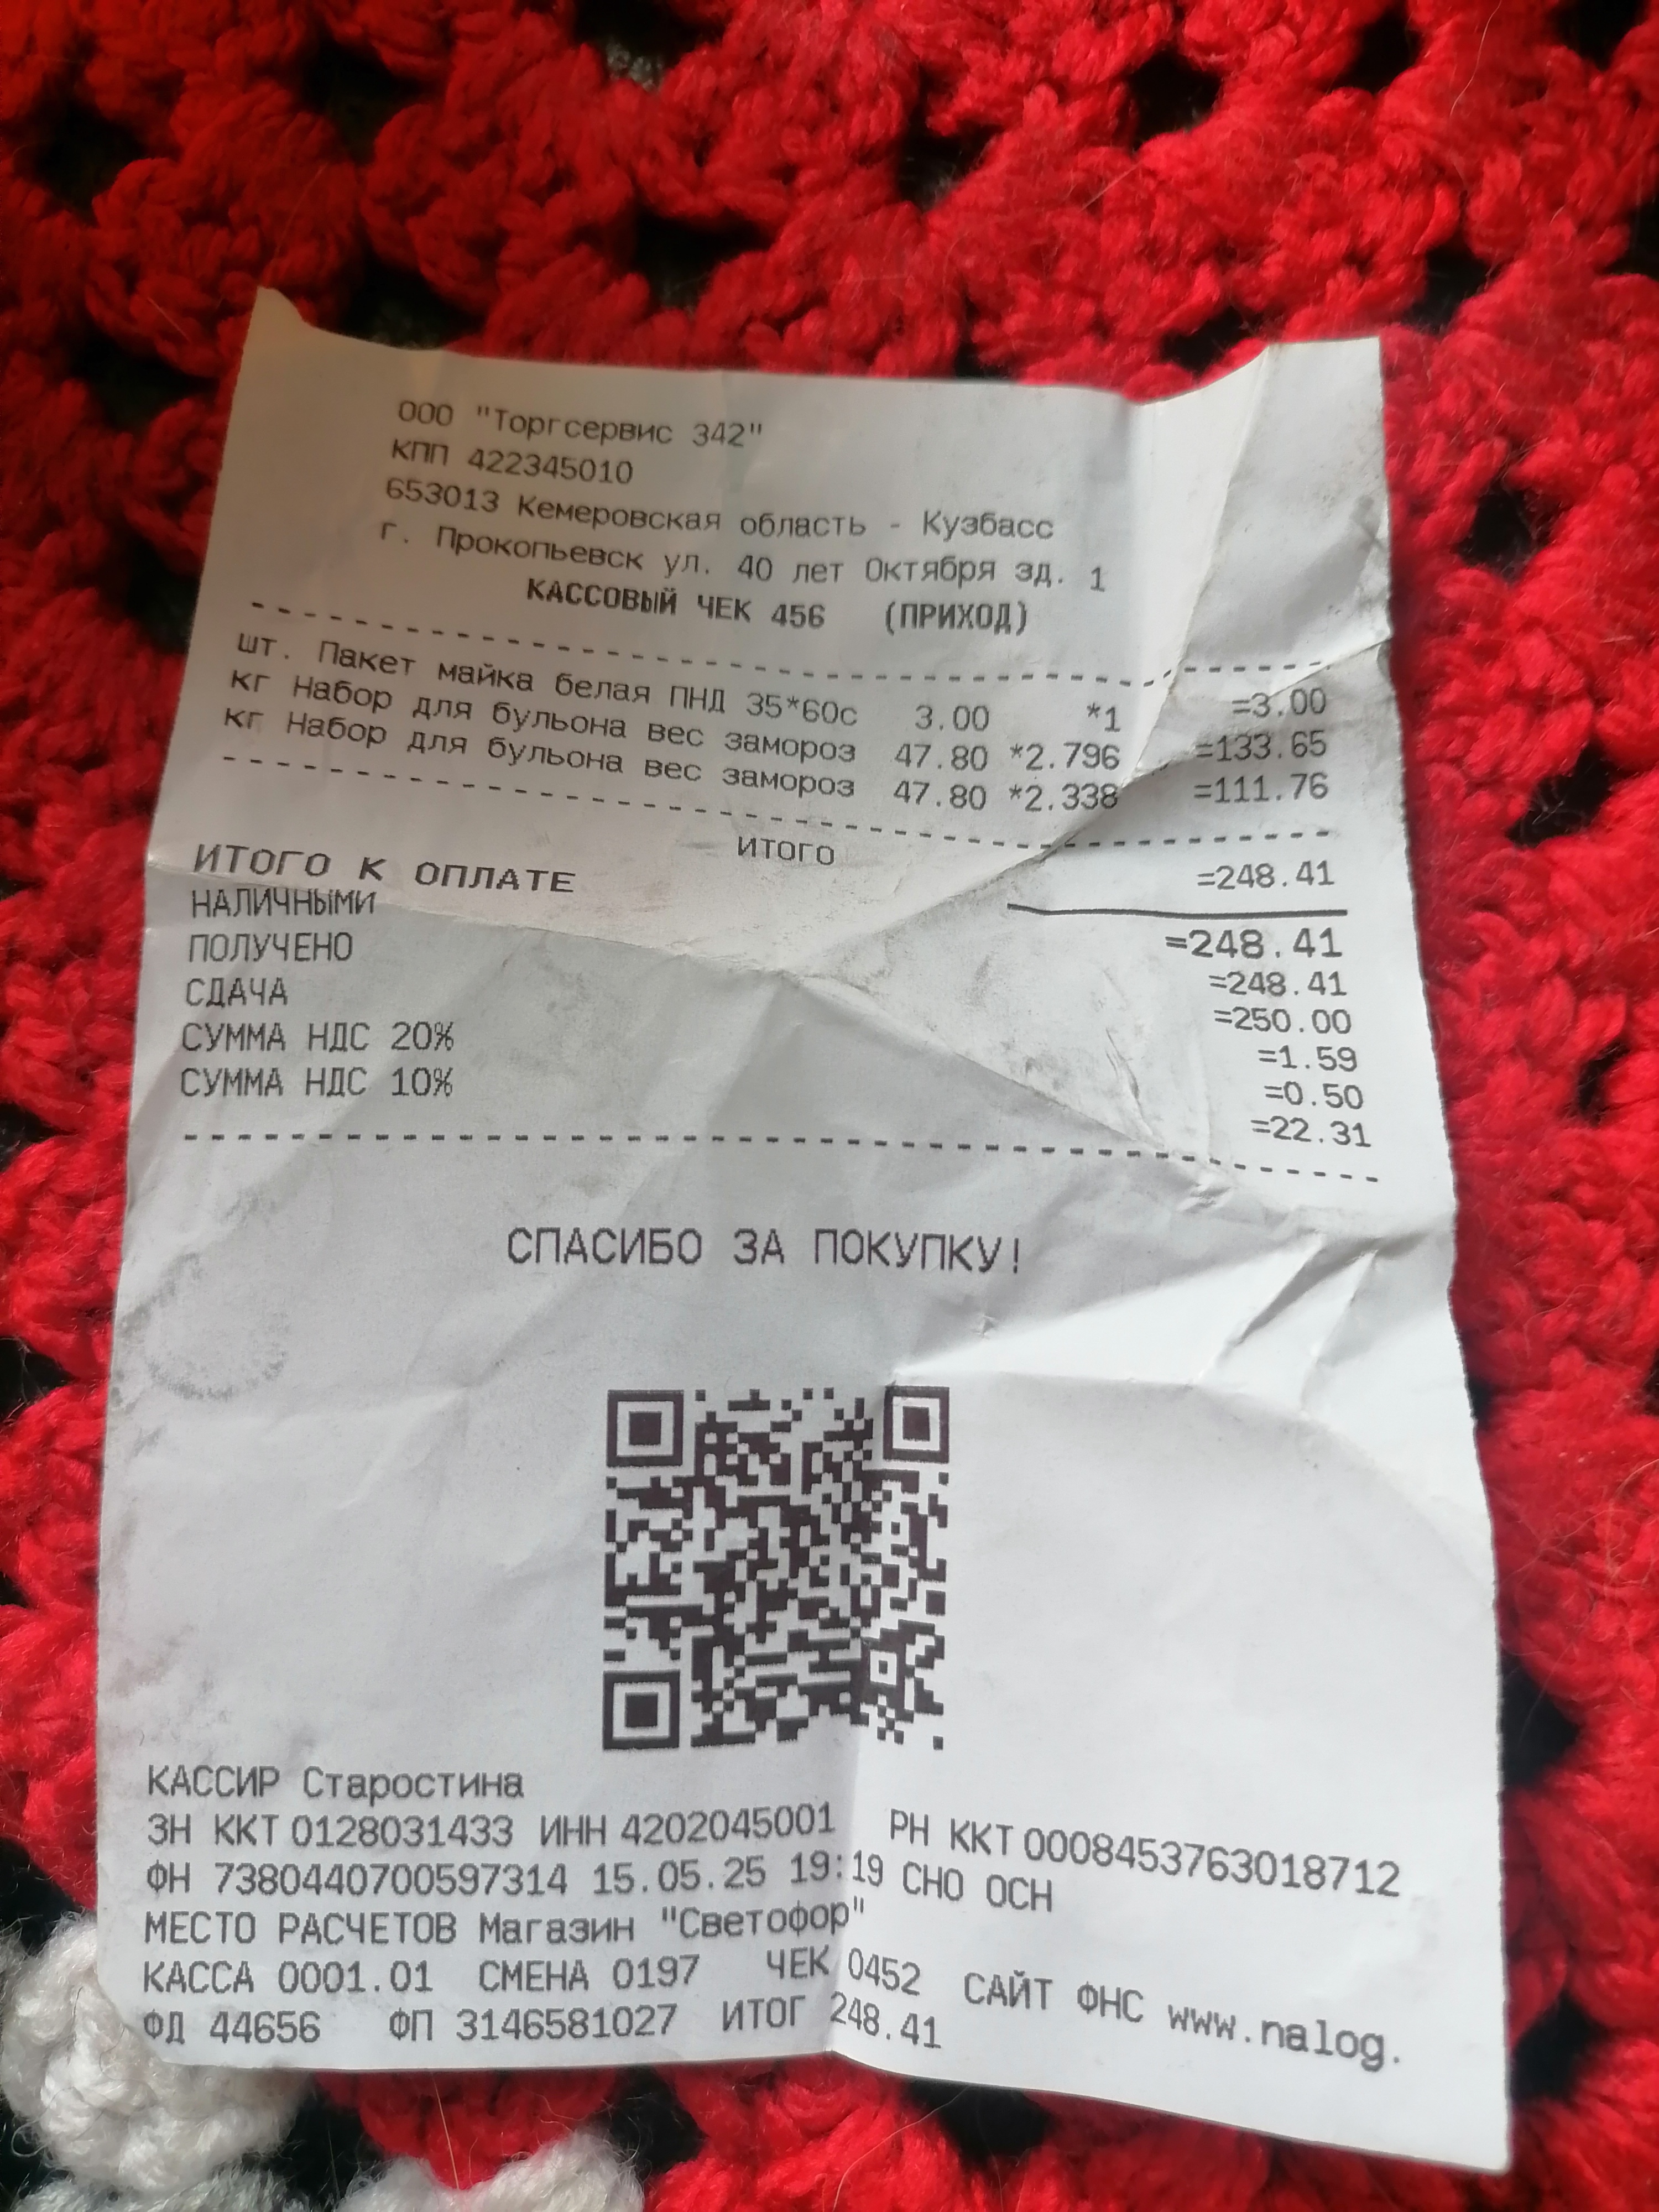 ООО "Торгсервис 342"
КПП 422345010
653013 Кемеровская область - Кузбасс
г. Прокопьевск ул. 40 лет Октября зд. 1
КАССОВЫЙ ЧЕК 456 (ПРИХОД)
шт. Пакет майка белая ПНД 35*60с 3.00 *1 =3.00
кг Набор для бульона вес замороз 47.80 *2.796 =133.65
кг Набор для бульона вес замороз 47.80 *2.338 =111.76
ИТОГО =248.41
ИТОГО К ОПЛАТЕ =248.41
НАЛИЧНЫМИ =248.41
ПОЛУЧЕНО =250.00
СДАЧА =1.59
СУММА НДС 20% =0.50
СУММА НДС 10% =22.31
СПАСИБО ЗА ПОКУПКУ!
КАССИР Старостина
ЗН ККТ 0128031433 ИНН 4202045001 РН ККТ 0008453763018712
ФН 7380440700597314 15.05.25 19:19 СНО ОСН
МЕСТО РАСЧЕТОВ Магазин "Светофор"
КАССА 0001.01 СМЕНА 0197 ЧЕК 0452 САЙТ ФНС www.nalog.
ФД 44656 ФП 3146581027 ИТОГ 248.41